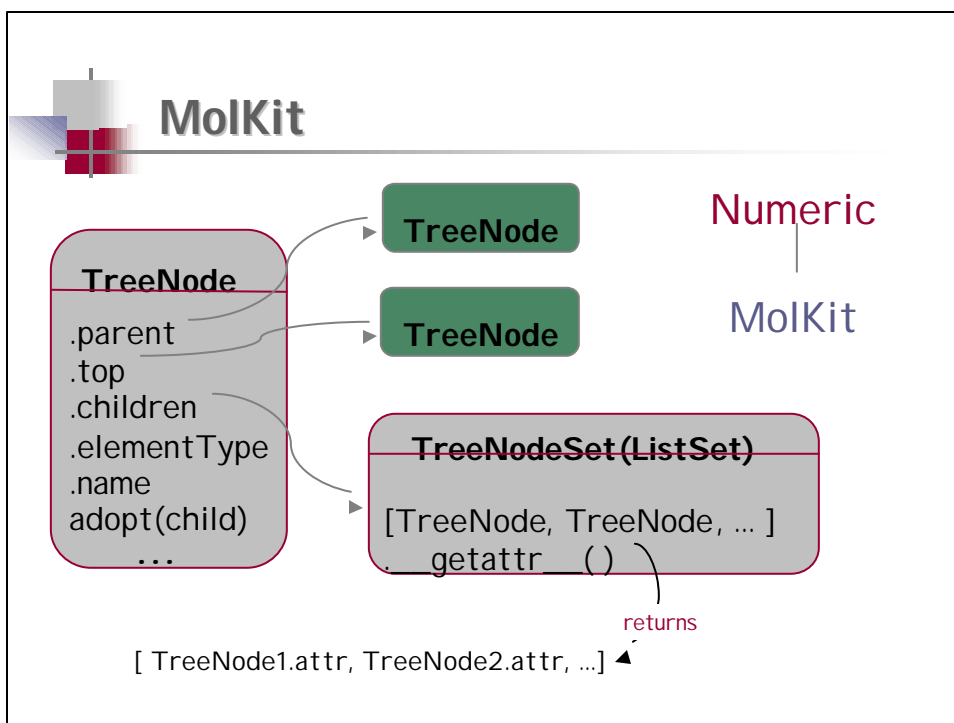 MolKit
TreeNode
.parent
.top
.children
.elementType
.name
adopt(child)
...
TreeNode
TreeNode
Numeric
MolKit
TreeNodeSet(ListSet)
[TreeNode, TreeNode, ... ]
.__getattr__()
returns
[ TreeNode1.attr, TreeNode2.attr, ...]